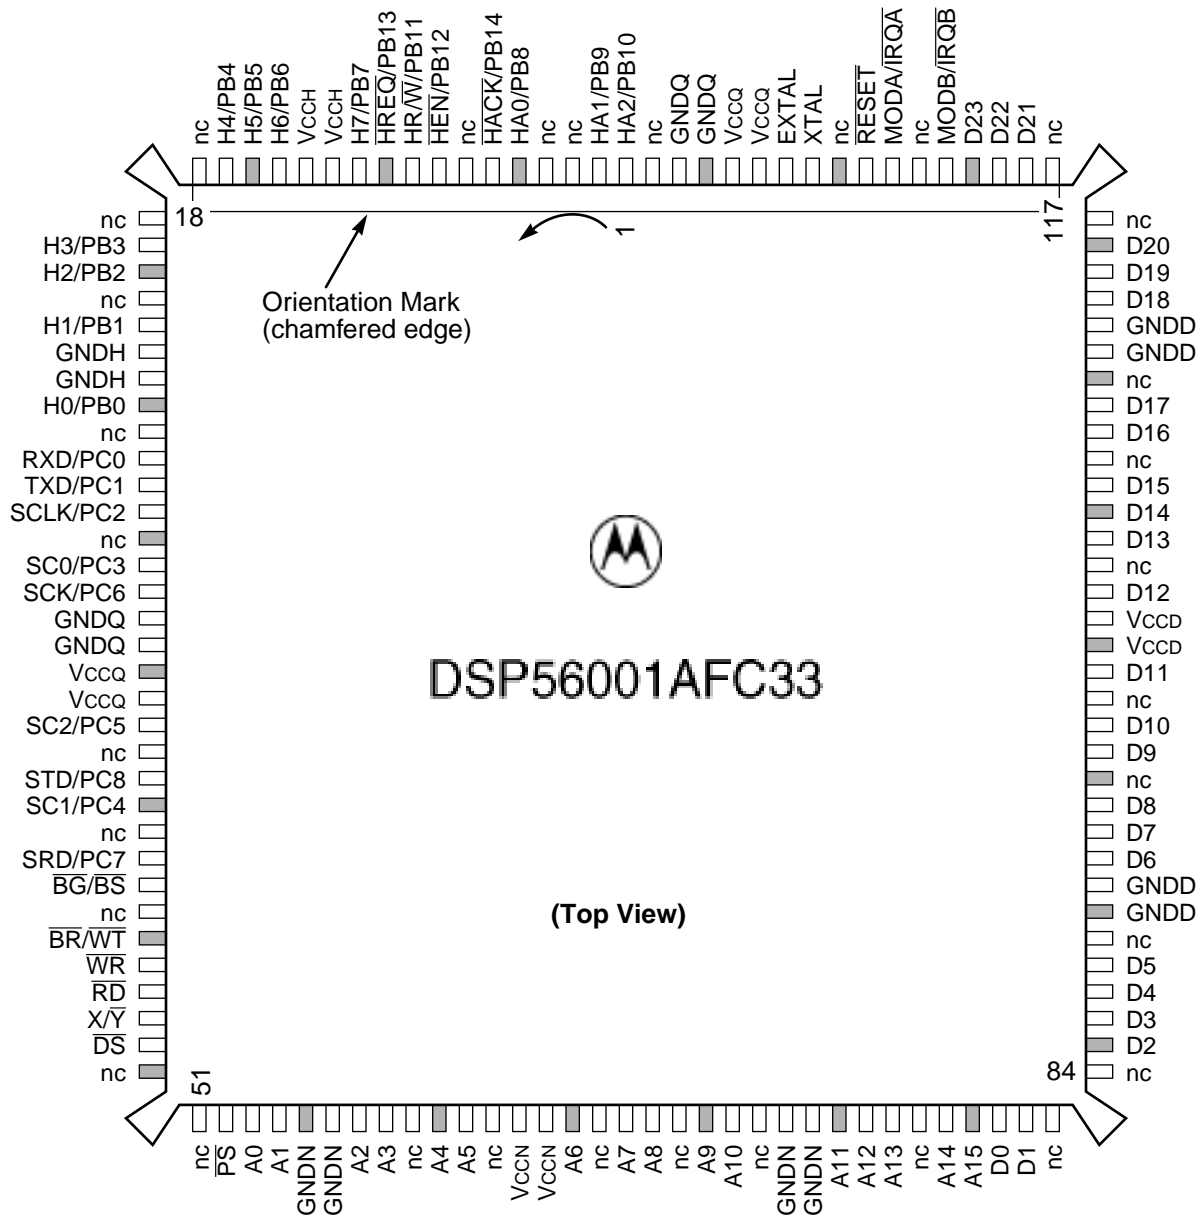 nc
H4/PB4
H5/PB5
H6/PB6
VCCH
VCCH
H7/PB7
HREQ/PB13
HR/W/PB11
HEN/PB12
nc
HACK/PB14
HA0/PB8
nc
nc
HA1/PB9
HA2/PB10
nc
GNDQ
GNDQ
VCCQ
VCCQ
EXTAL
XTAL
nc
RESET
MODA/IRQA
nc
MODB/IRQB
D23
D22
D21
nc
18
1
117
Orientation Mark
(chamfered edge)
nc
H3/PB3
H2/PB2
nc
H1/PB1
GNDH
GNDH
H0/PB0
nc
RXD/PC0
TXD/PC1
SCLK/PC2
nc
SC0/PC3
SCK/PC6
GNDQ
GNDQ
VCCQ
VCCQ
SC2/PC5
nc
STD/PC8
SC1/PC4
nc
SRD/PC7
BG/BS
nc
BR/WT
WR
RD
X/Y
DS
nc
DSP56001AFC33
(Top View)
nc
D20
D19
D18
GNDD
GNDD
nc
D17
D16
nc
D15
D14
D13
nc
D12
VCCD
VCCD
D11
nc
D10
D9
nc
D8
D7
D6
GNDD
GNDD
nc
D5
D4
D3
D2
nc
51
84
nc
PS
A0
A1
GNDN
GNDN
A2
A3
nc
A4
A5
nc
VCCN
VCCN
A6
nc
A7
A8
nc
A9
A10
nc
GNDN
GNDN
A11
A12
A13
nc
A14
A15
D0
D1
nc